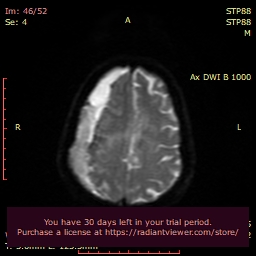 Im: 46/52
Se: 4
A
STP88
STP88
M
Ax DWI B 1000
R
L
You have 30 days left in your trial period.
Purchase a license at https://radiantviewer.com/store/